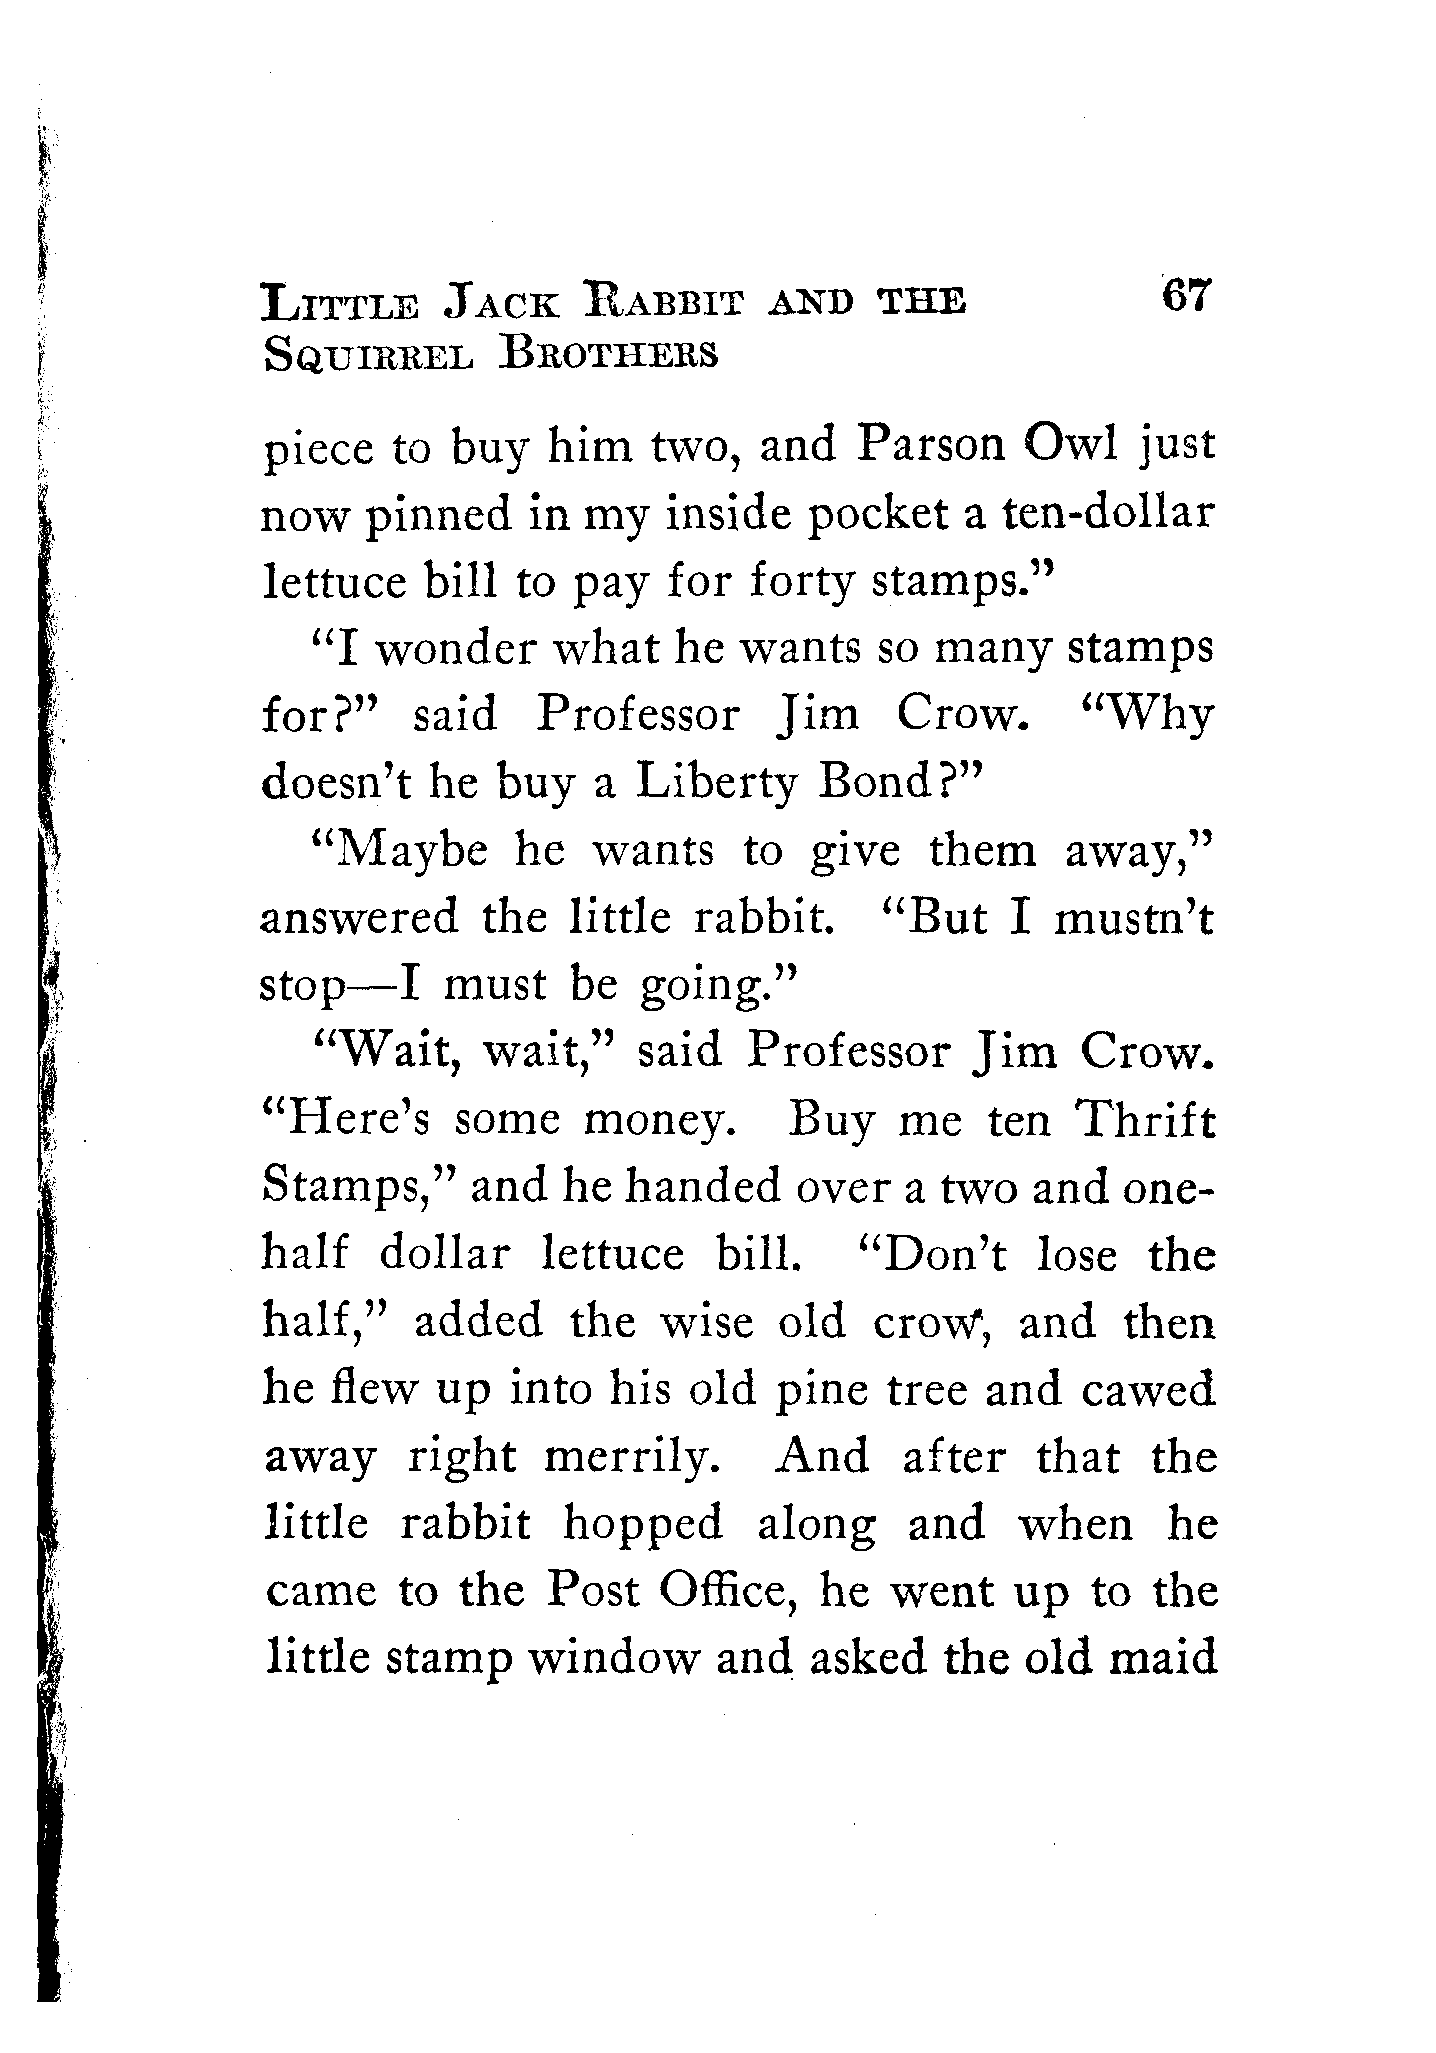 LITTLE JACK RABBIT AND THE 67
SQUIRREL BROTHERS
piece to buy him two, and Parson Owl just
now pinned in my inside pocket a ten-dollar
lettuce bill to pay for forty stamps.”
“I wonder what he wants so many stamps
for?” said Professor Jim Crow. “Why
doesn’t he buy a Liberty Bond?”
“Maybe he wants to give them away,”
answered the little rabbit. “But I mustn’t
stop—I must be going.”
“Wait, wait,” said Professor Jim Crow.
“Here’s some money. Buy me ten Thrift
Stamps,” and he handed over a two and one-
half dollar lettuce bill. “Don’t lose the
half,” added the wise old crow, and then
he flew up into his old pine tree and cawed
away right merrily. And after that the
little rabbit hopped along and when he
came to the Post Office, he went up to the
little stamp window and asked the old maid